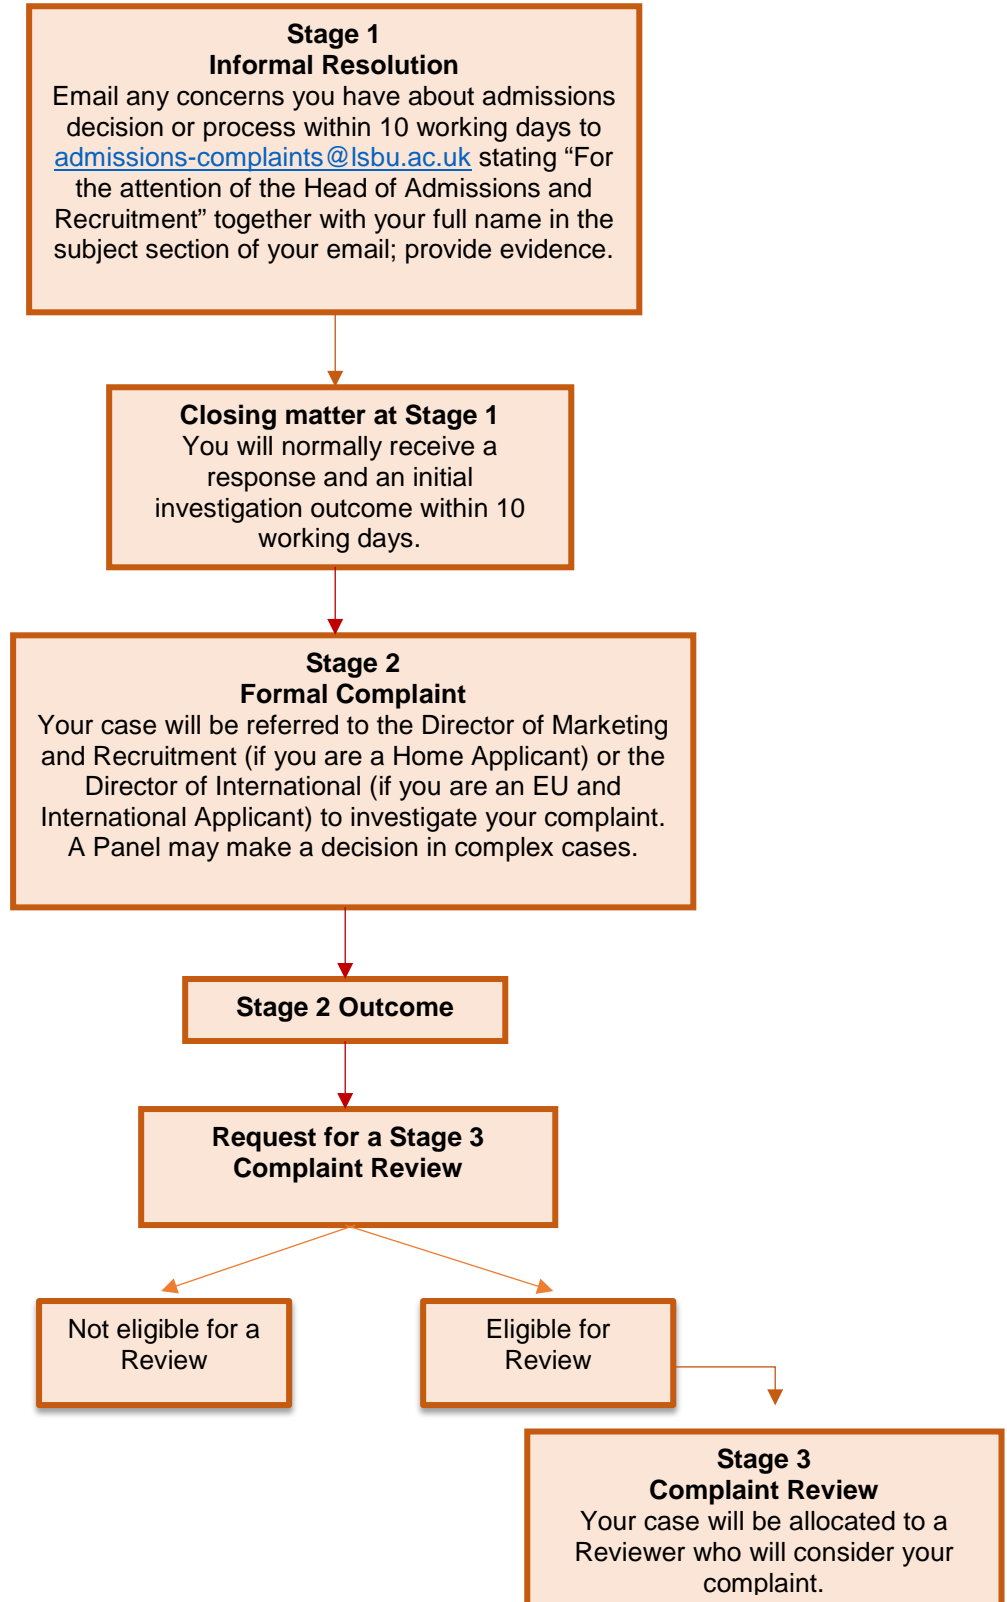 Stage 1
Informal Resolution
Email any concerns you have about admissions
decision or process within 10 working days to
admissions-complaints@lsbu.ac.uk stating “For
the attention of the Head of Admissions and
Recruitment” together with your full name in the
subject section of your email; provide evidence.
Closing matter at Stage 1
You will normally receive a
response and an initial
investigation outcome within 10
working days.
Stage 2
Formal Complaint
Your case will be referred to the Director of Marketing
and Recruitment (if you are a Home Applicant) or the
Director of International (if you are an EU and
International Applicant) to investigate your complaint.
A Panel may make a decision in complex cases.
Stage 2 Outcome
Request for a Stage 3
Complaint Review
Not eligible for a
Review
Eligible for
Review
Stage 3
Complaint Review
Your case will be allocated to a
Reviewer who will consider your
complaint.